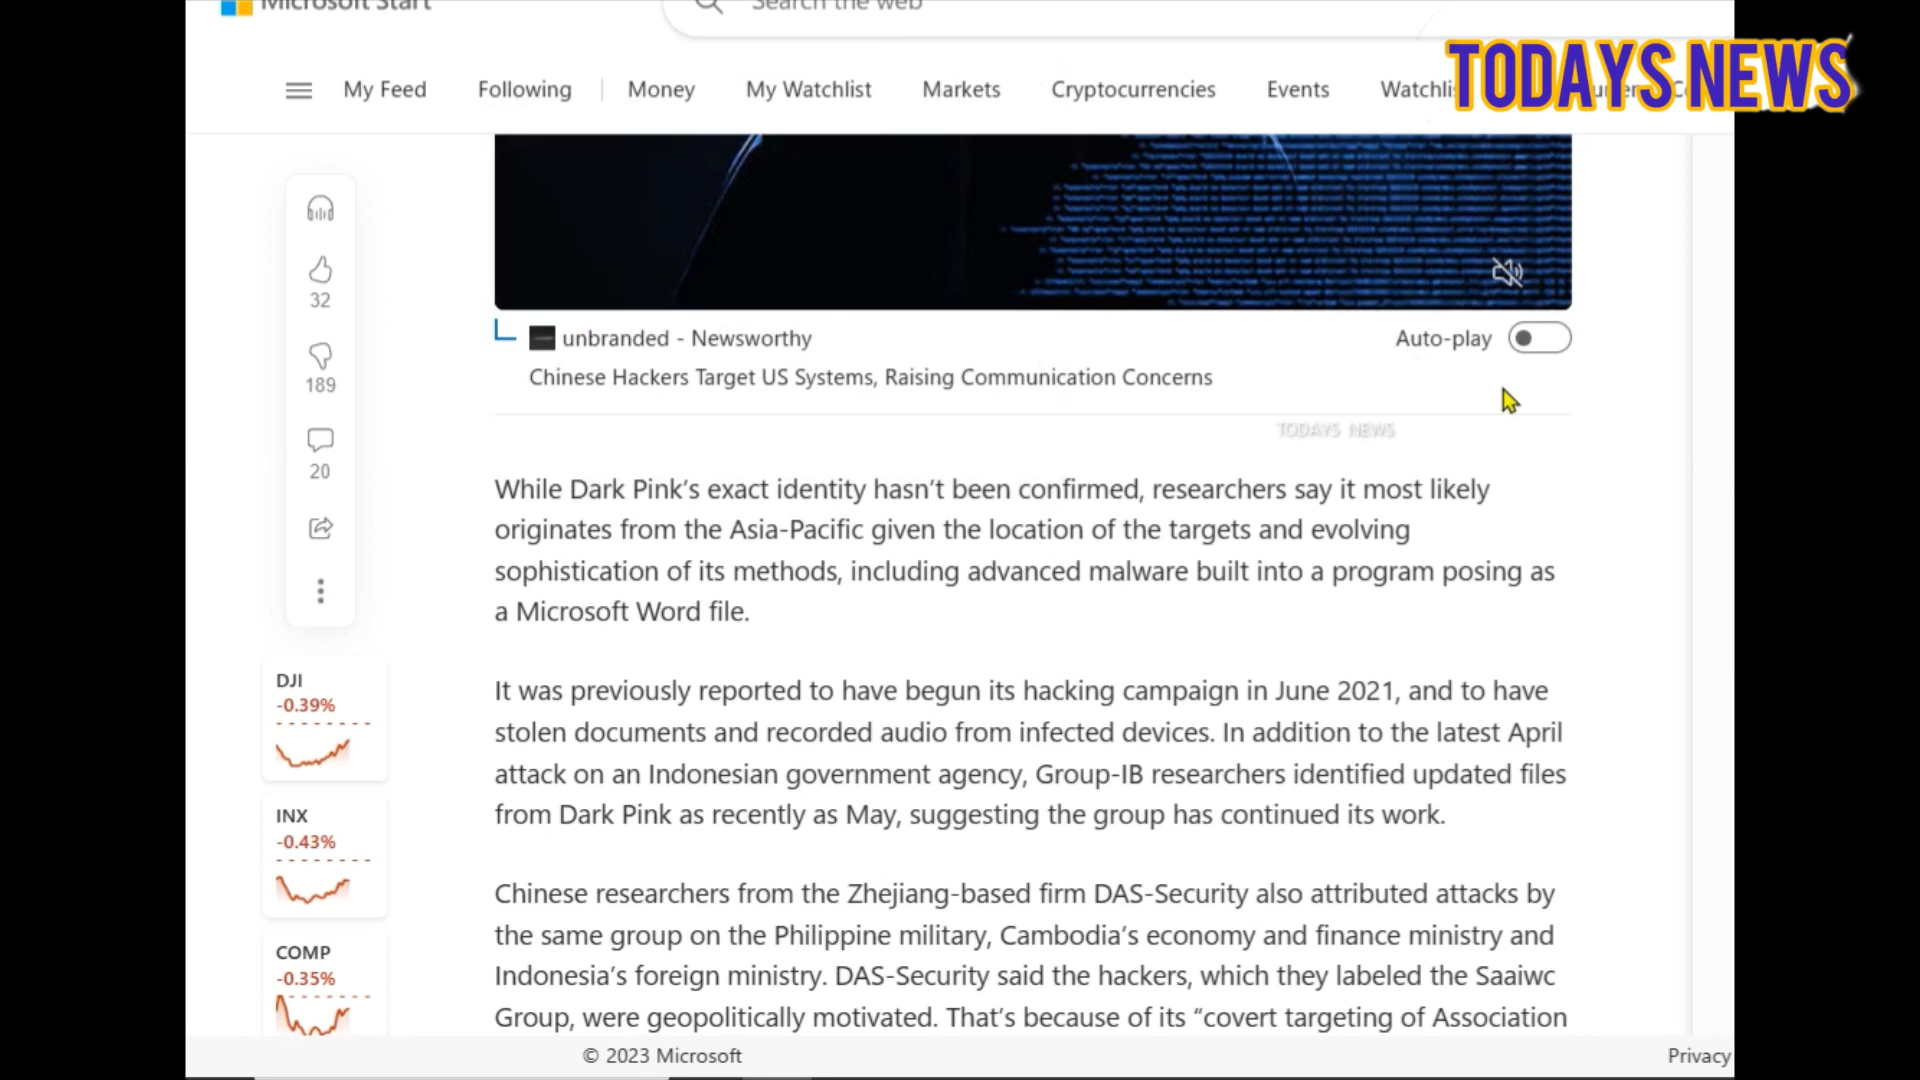 Microsoft Start
Search the web
TODAYS NEWS
My Feed
Following
Money
My Watchlist
Markets
Cryptocurrencies
Events
32
189
20
unbranded - Newsworthy
Auto-play
Chinese Hackers Target US Systems, Raising Communication Concerns
TODAYS NEWS
While Dark Pink’s exact identity hasn’t been confirmed, researchers say it most likely
originates from the Asia-Pacific given the location of the targets and evolving
sophistication of its methods, including advanced malware built into a program posing as
a Microsoft Word file.
It was previously reported to have begun its hacking campaign in June 2021, and to have
stolen documents and recorded audio from infected devices. In addition to the latest April
attack on an Indonesian government agency, Group-IB researchers identified updated files
from Dark Pink as recently as May, suggesting the group has continued its work.
Chinese researchers from the Zhejiang-based firm DAS-Security also attributed attacks by
the same group on the Philippine military, Cambodia’s economy and finance ministry and
Indonesia’s foreign ministry. DAS-Security said the hackers, which they labeled the Saaiwc
Group, were geopolitically motivated. That’s because of its “covert targeting of Association
DJI
-0.39%
INX
-0.43%
COMP
-0.35%
© 2023 Microsoft
Privacy